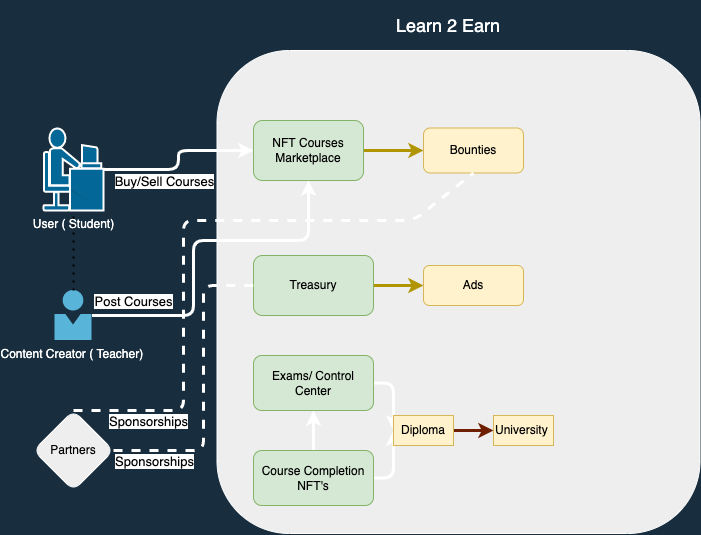 Learn 2 Earn
NFT Courses
Marketplace
Bounties
Buy/Sell Courses
User ( Student)
Treasury
Ads
Post Courses
Content Creator ( Teacher)
Exams/ Control
Center
Sponsorships
Diploma
University
Partners
Sponsorships
Course Completion
NFT's